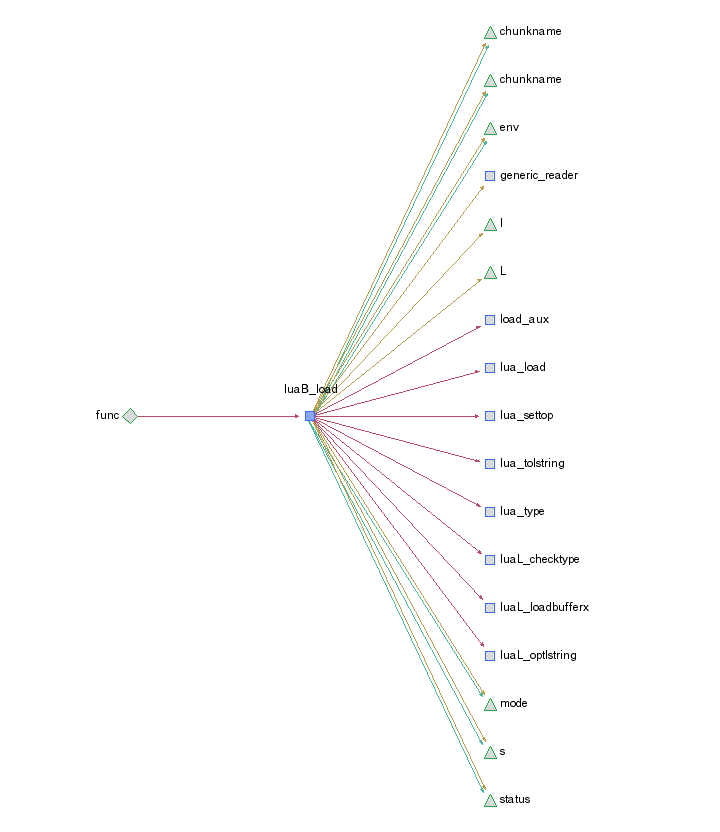 chunkname
chunkname
env
generic_reader
l
L
load_aux
lua_load
luaB_load
func
lua_settop
lua_tolstring
lua_type
luaL_checktype
luaL_loadbufferx
luaL_optlstring
mode
s
status